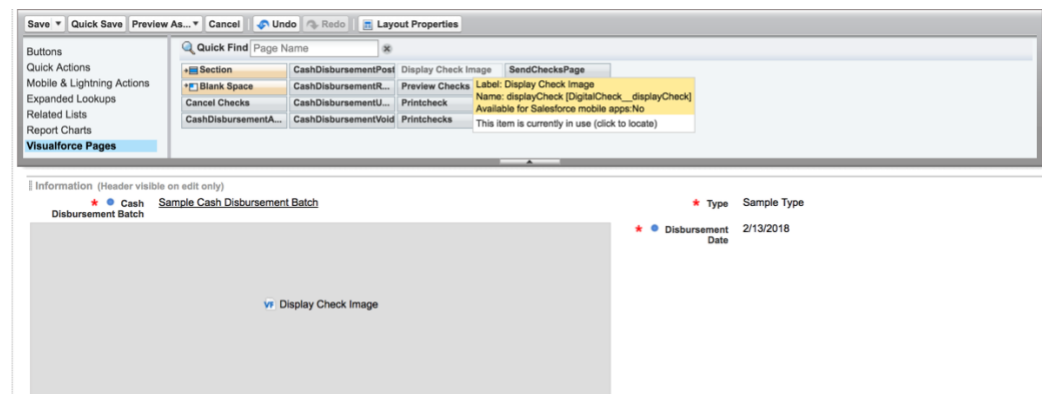 Save Quick Save Preview As... Cancel Undo Redo Layout Properties
Buttons
Quick Actions
Mobile & Lightning Actions
Expanded Lookups
Related Lists
Report Charts
Visualforce Pages
Quick Find Page Name
Section CashDisbursementPost Display Check Image SendChecksPage
Blank Space CashDisbursementR... Preview Checks
Cancel Checks CashDisbursementU... Printcheck
CashDisbursementA... CashDisbursementVoid Printchecks
Label: Display Check Image
Name: displayCheck [DigitalCheck__displayCheck]
Available for Salesforce mobile apps:No
This item is currently in use (click to locate)
Information (Header visible on edit only)
* Cash Disbursement Batch Sample Cash Disbursement Batch
* Type Sample Type
* Disbursement Date 2/13/2018
VF Display Check Image